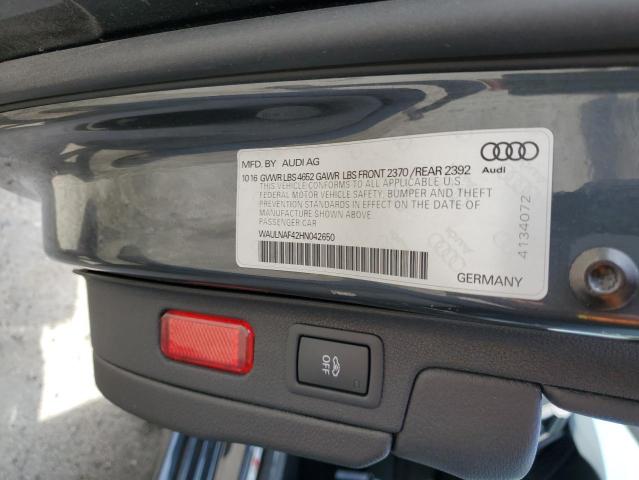 MFD. BY AUDI AG
10 16 GVWR LBS 4652 GAWR LBS FRONT 2370 / REAR 2392
THIS VEHICLE CONFORMS TO ALL APPLICABLE U.S.
FEDERAL MOTOR VEHICLE SAFETY, BUMPER AND THEFT
PREVENTION STANDARDS IN EFFECT ON THE DATE OF
MANUFACTURE SHOWN ABOVE.
PASSENGER CAR
WAULNAF42HN042650
Audi
4134072
GERMANY
OFF